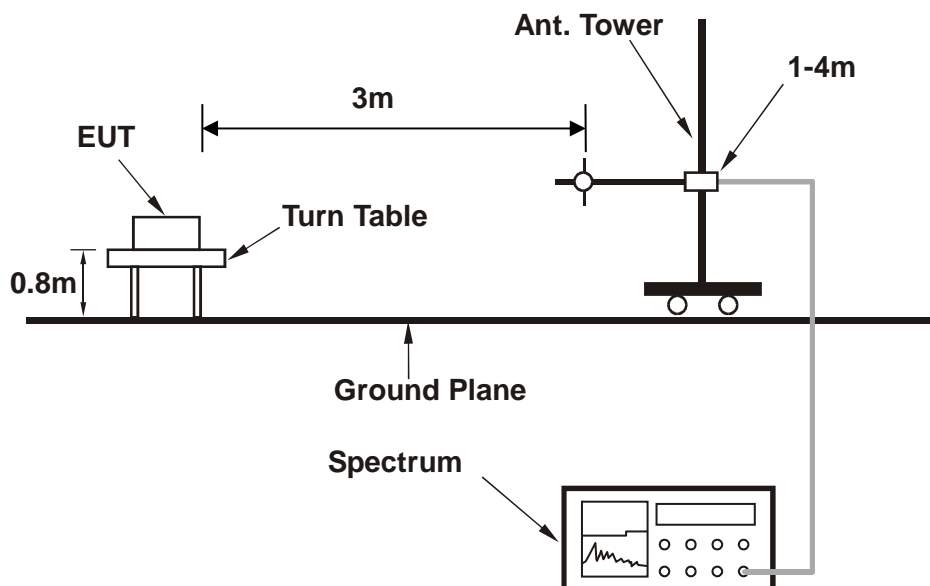 Ant. Tower
1-4m
3m
EUT
Turn Table
0.8m
Ground Plane
Spectrum